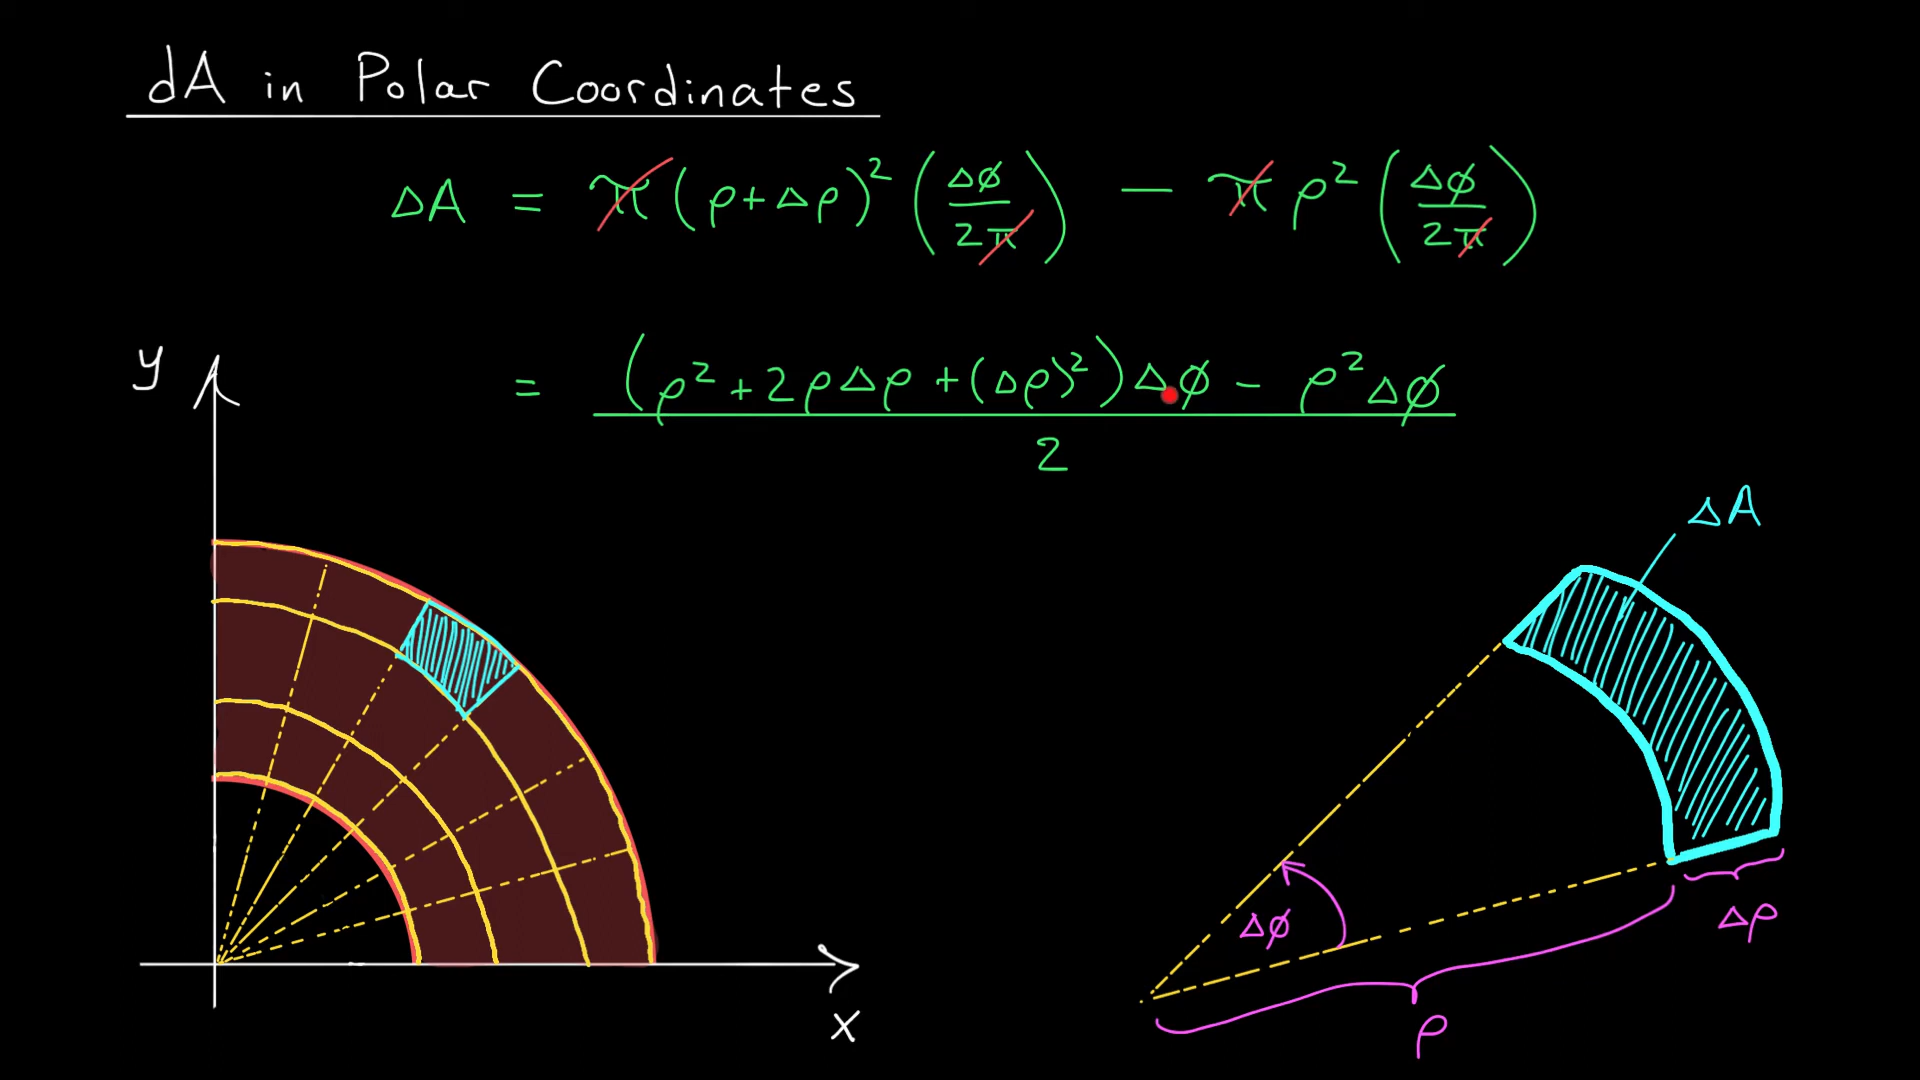 dA in Polar Coordinates
ΔA = π(ρ+Δρ)²(Δφ/2π) − πρ²(Δφ/2π)
= ((ρ²+2ρΔρ+(Δρ)²)Δφ − ρ²Δφ)/2
y
ΔA
Δφ
Δρ
x
ρ